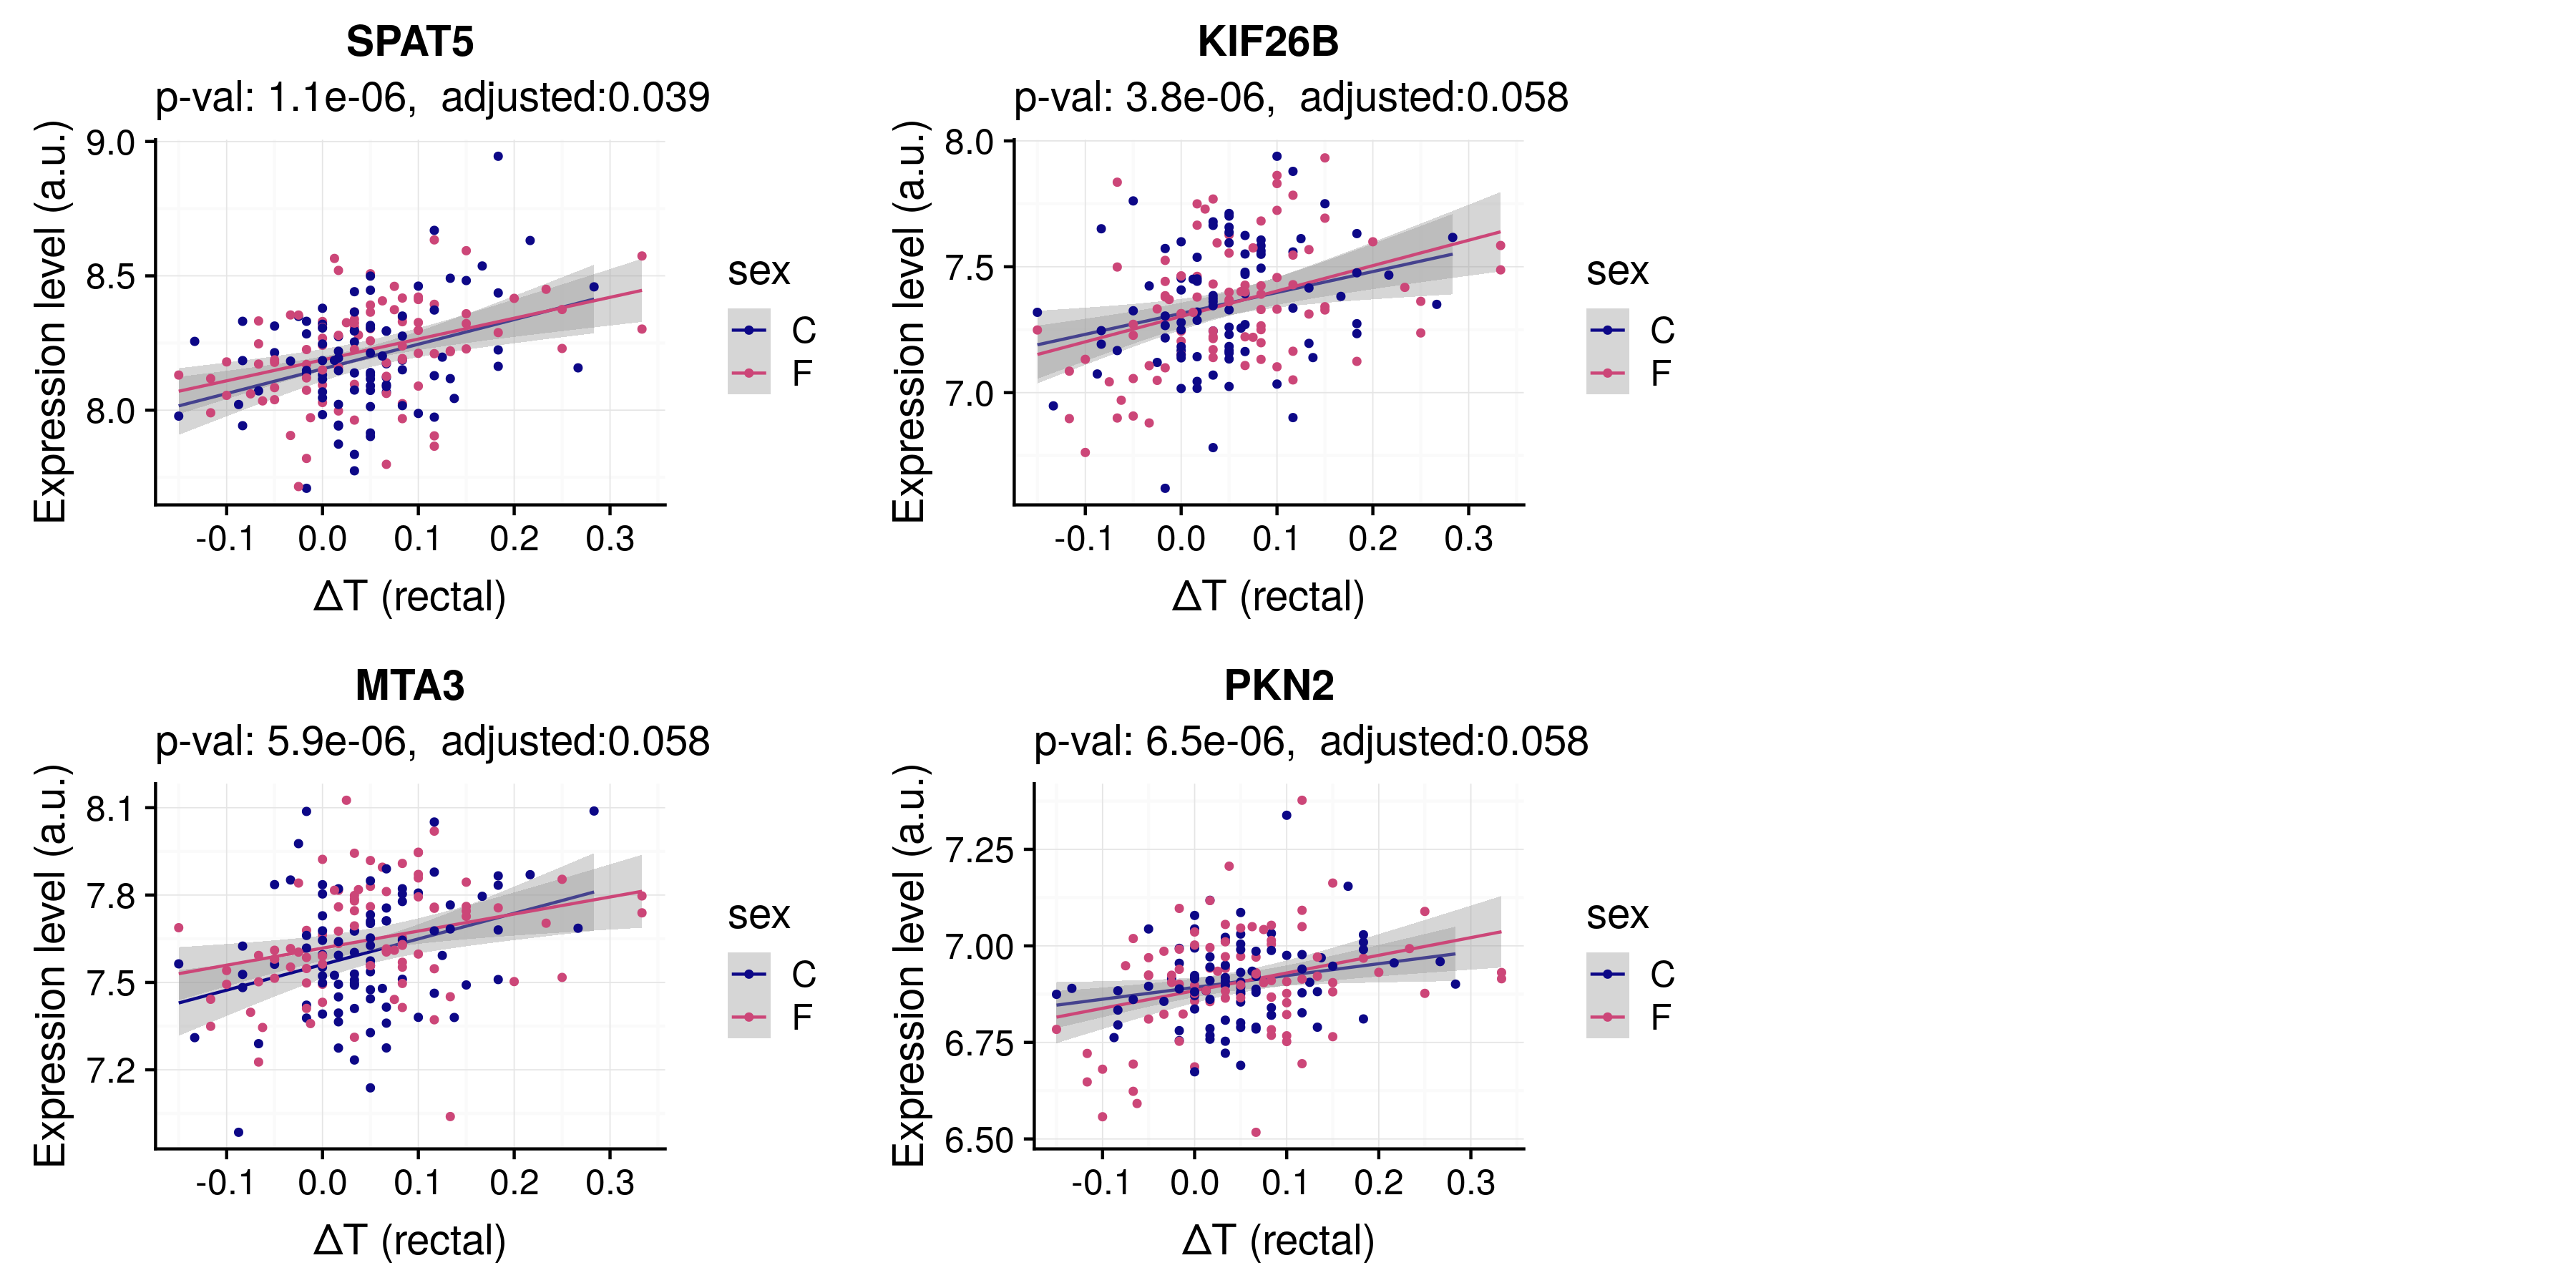 SPAT5
p-val: 1.1e-06,  adjusted:0.039
Expression level (a.u.)
9.0
8.5
8.0
-0.1 0.0 0.1 0.2 0.3
ΔT (rectal)
sex
C
F
KIF26B
p-val: 3.8e-06,  adjusted:0.058
Expression level (a.u.)
8.0
7.5
7.0
-0.1 0.0 0.1 0.2 0.3
ΔT (rectal)
sex
C
F
MTA3
p-val: 5.9e-06,  adjusted:0.058
Expression level (a.u.)
8.1
7.8
7.5
7.2
-0.1 0.0 0.1 0.2 0.3
ΔT (rectal)
sex
C
F
PKN2
p-val: 6.5e-06,  adjusted:0.058
Expression level (a.u.)
7.25
7.00
6.75
6.50
-0.1 0.0 0.1 0.2 0.3
ΔT (rectal)
sex
C
F